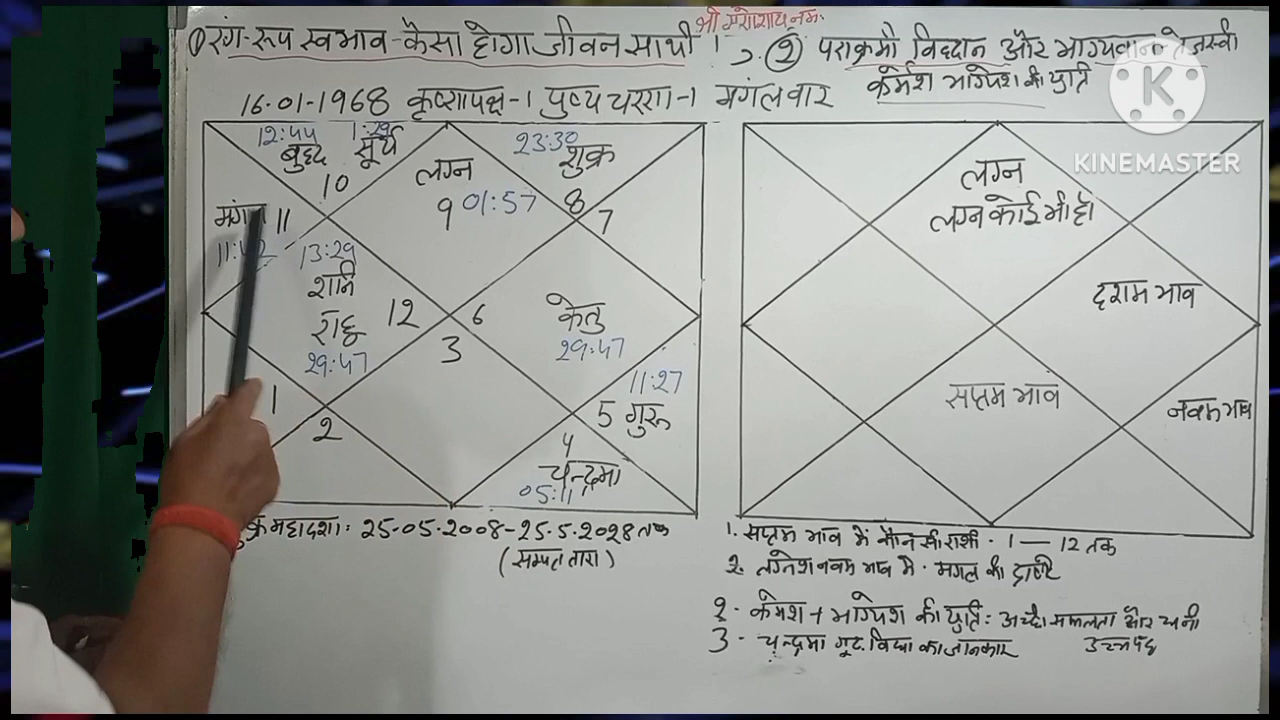 श्री गणेशाय नमः
① रंग-रूप स्वभाव-कैसा होगा जीवन साथी ।
② पराक्रमी विद्दान और भाग्यवान तेजस्वी
कर्मेश भाग्येश की युति
16.01-1968 कृष्णपक्ष-1 पुष्य चरण-1 मंगलवार
K
KINEMASTER
12:44 1:29
बुद्ध सूर्य
10
लग्न
9 01:57
23:30
शुक्र
8
7
11
13:29
शनि
राहु
29:47
12
6
3
केतु
29:47
11:27
5 गुरू
1
2
4
चन्द्रमा
05:11
लग्न
लग्न कोई भी हो
दशम भाव
सप्तम भाव
नवम भाव
महादशा: 25.05.2008-25.5.2028 तक
(सम्पत तारा)
1. सप्तम भाव में कौन सी राशी . 1 — 12 तक
2. लग्नेश नवम भाव में . मंगल की दृष्टि
2- कर्मेश + भाग्येश की युति: अच्छी सफलता और धनी
3- चन्द्रमा गूढ़ विद्या का जानकार उच्च पद